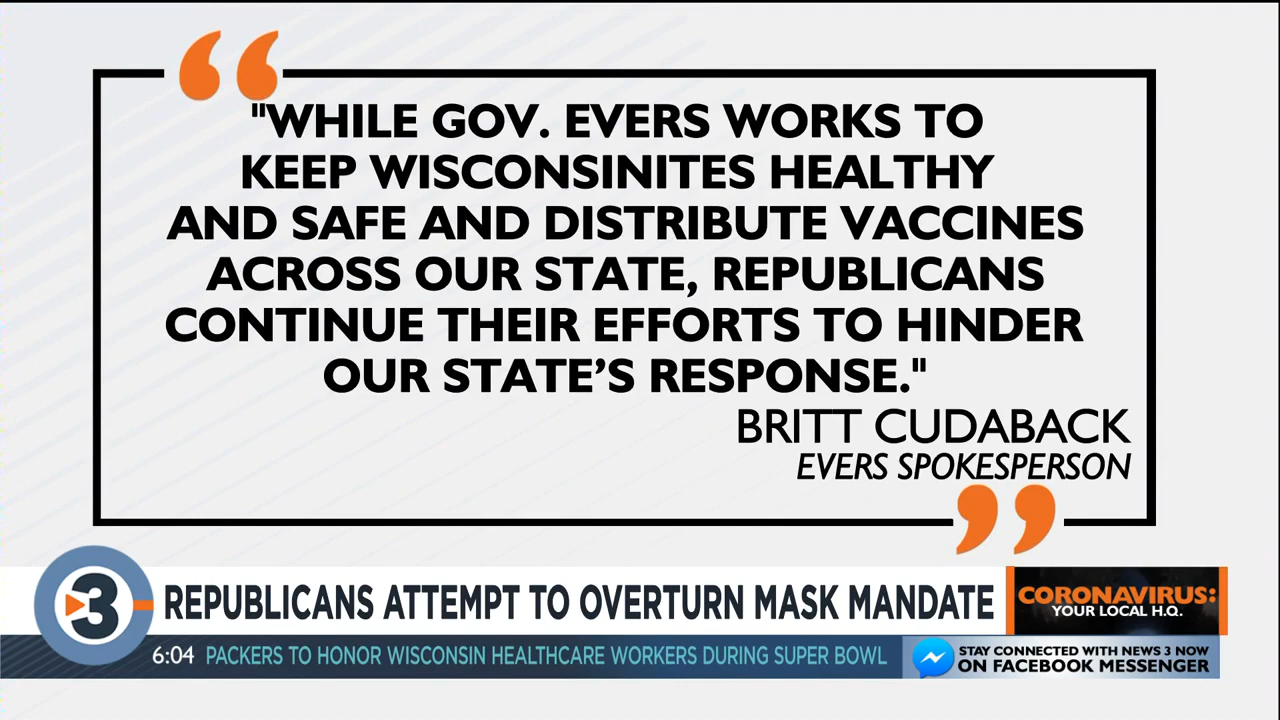 "WHILE GOV. EVERS WORKS TO
KEEP WISCONSINITES HEALTHY
AND SAFE AND DISTRIBUTE VACCINES
ACROSS OUR STATE, REPUBLICANS
CONTINUE THEIR EFFORTS TO HINDER
OUR STATE’S RESPONSE."
BRITT CUDABACK
EVERS SPOKESPERSON
3
REPUBLICANS ATTEMPT TO OVERTURN MASK MANDATE
CORONAVIRUS:
YOUR LOCAL H.Q.
6:04 PACKERS TO HONOR WISCONSIN HEALTHCARE WORKERS DURING SUPER BOWL
STAY CONNECTED WITH NEWS 3 NOW
ON FACEBOOK MESSENGER